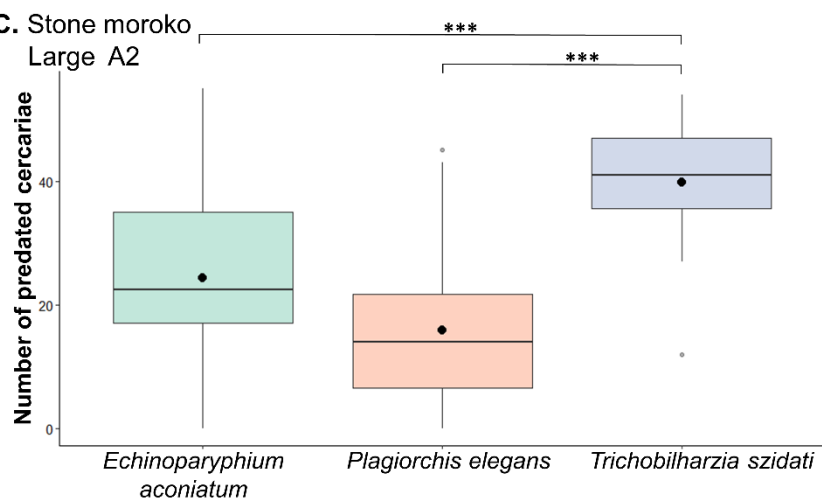 C. Stone moroko
Large A2
***
***
Number of predated cercariae
40
20
0
Echinoparyphium
aconiatum
Plagiorchis elegans
Trichobilharzia szidati